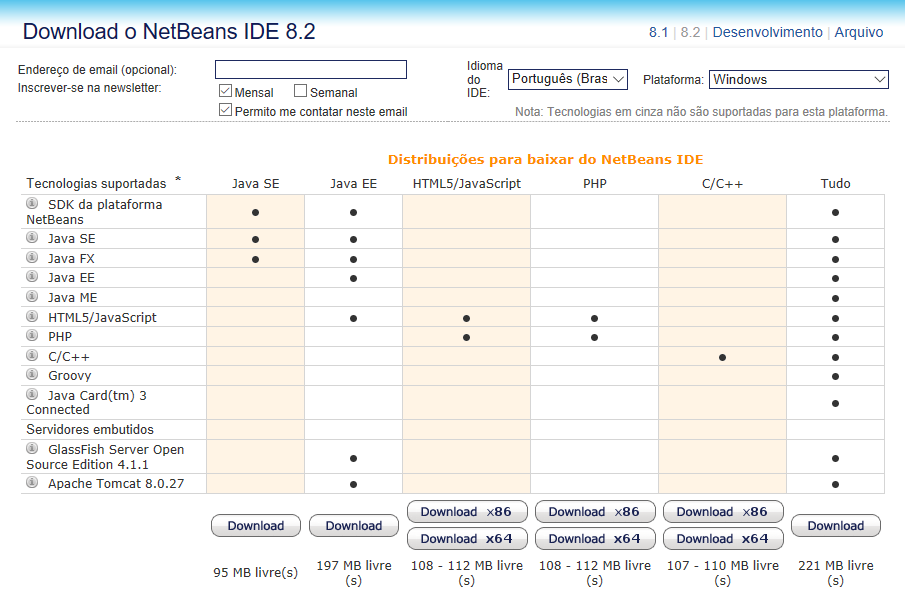 Download o NetBeans IDE 8.2
8.1 | 8.2 | Desenvolvimento | Arquivo
Endereço de email (opcional):
Inscrever-se na newsletter:
Mensal Semanal
Permito me contatar neste email
Idioma
do
IDE:
Português (Bras
Plataforma: Windows
Nota: Tecnologias em cinza não são suportadas para esta plataforma.
Distribuições para baixar do NetBeans IDE
Tecnologias suportadas * Java SE Java EE HTML5/JavaScript PHP C/C++ Tudo
SDK da plataforma
NetBeans
Java SE
Java FX
Java EE
Java ME
HTML5/JavaScript
PHP
C/C++
Groovy
Java Card(tm) 3
Connected
Servidores embutidos
GlassFish Server Open
Source Edition 4.1.1
Apache Tomcat 8.0.27
Download Download Download x86 Download x86 Download x86 Download
Download x64 Download x64 Download x64
95 MB livre(s) 197 MB livre 108 - 112 MB livre 108 - 112 MB livre 107 - 110 MB livre 221 MB livre
(s) (s) (s) (s) (s)